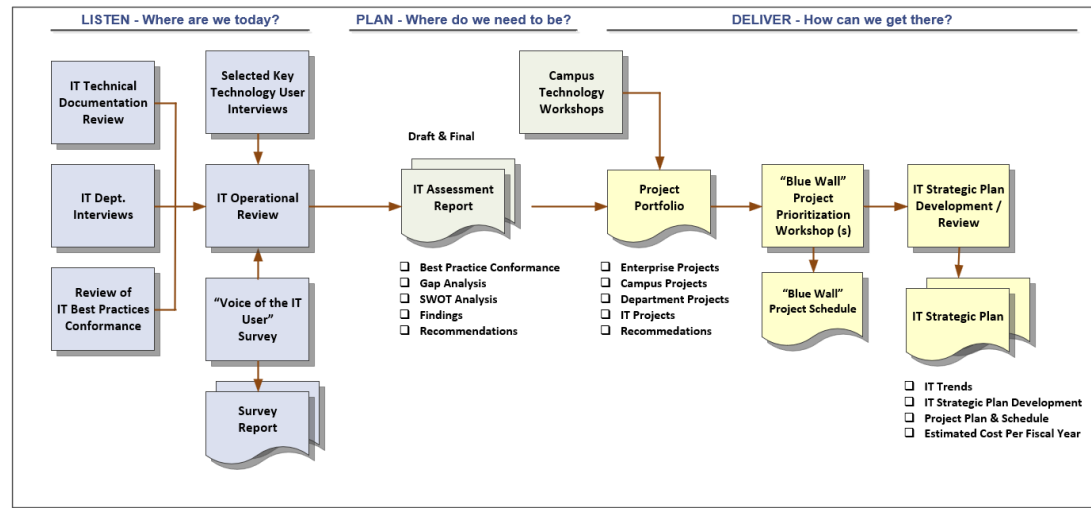 LISTEN - Where are we today?
PLAN - Where do we need to be?
DELIVER - How can we get there?
IT Technical
Documentation
Review
Selected Key
Technology User
Interviews
Campus
Technology
Workshops
Draft & Final
IT Dept.
Interviews
IT Operational
Review
IT Assessment
Report
Project
Portfolio
“Blue Wall”
Project
Prioritization
Workshop (s)
IT Strategic Plan
Development /
Review
Review of
IT Best Practices
Conformance
“Voice of the IT
User”
Survey
Best Practice Conformance
Gap Analysis
SWOT Analysis
Findings
Recommendations
Enterprise Projects
Campus Projects
Department Projects
IT Projects
Recommedations
“Blue Wall”
Project Schedule
IT Strategic Plan
Survey
Report
IT Trends
IT Strategic Plan Development
Project Plan & Schedule
Estimated Cost Per Fiscal Year